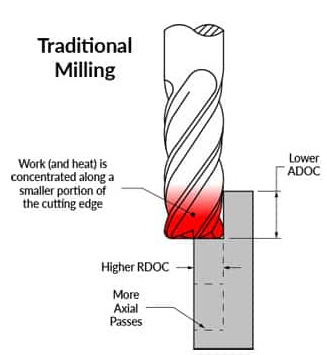 Traditional
Milling
Work (and heat) is
concentrated along a
smaller portion of
the cutting edge
Lower
ADOC
Higher RDOC
More
Axial
Passes